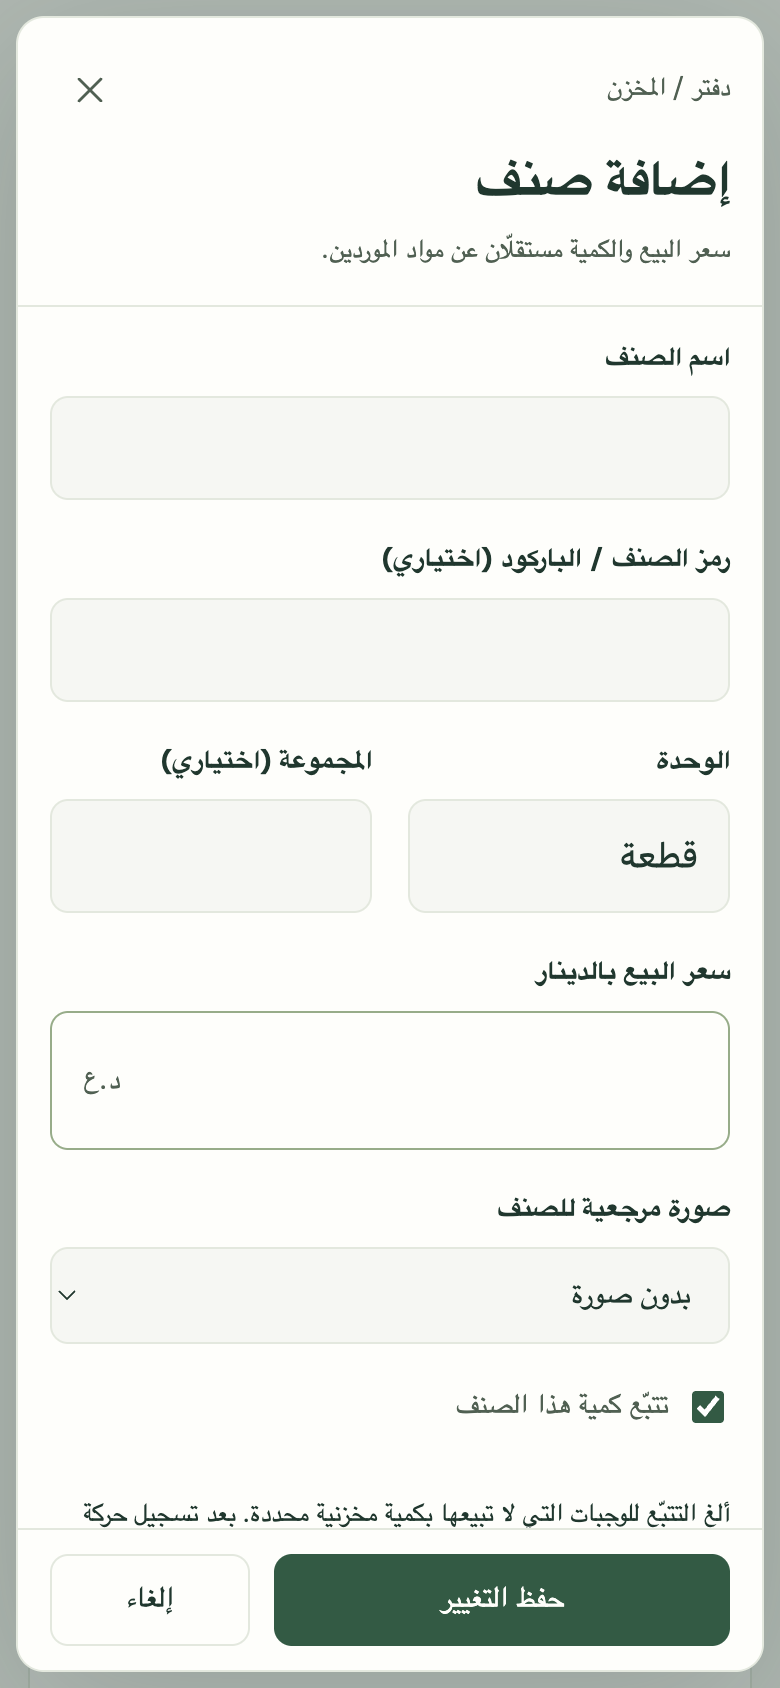 دفتر / المخزن
إضافة صنف
سعر البيع والكمية مستقلّان عن مواد الموردين.
اسم الصنف
رمز الصنف / الباركود (اختياري)
الوحدة
المجموعة (اختياري)
قطعة
سعر البيع بالدينار
د.ع
صورة مرجعية للصنف
بدون صورة
تتبّع كمية هذا الصنف
ألغ التتبّع للوجبات التي لا تبيعها بكمية مخزنية محددة. بعد تسجيل حركة
حفظ التغيير
إلغاء